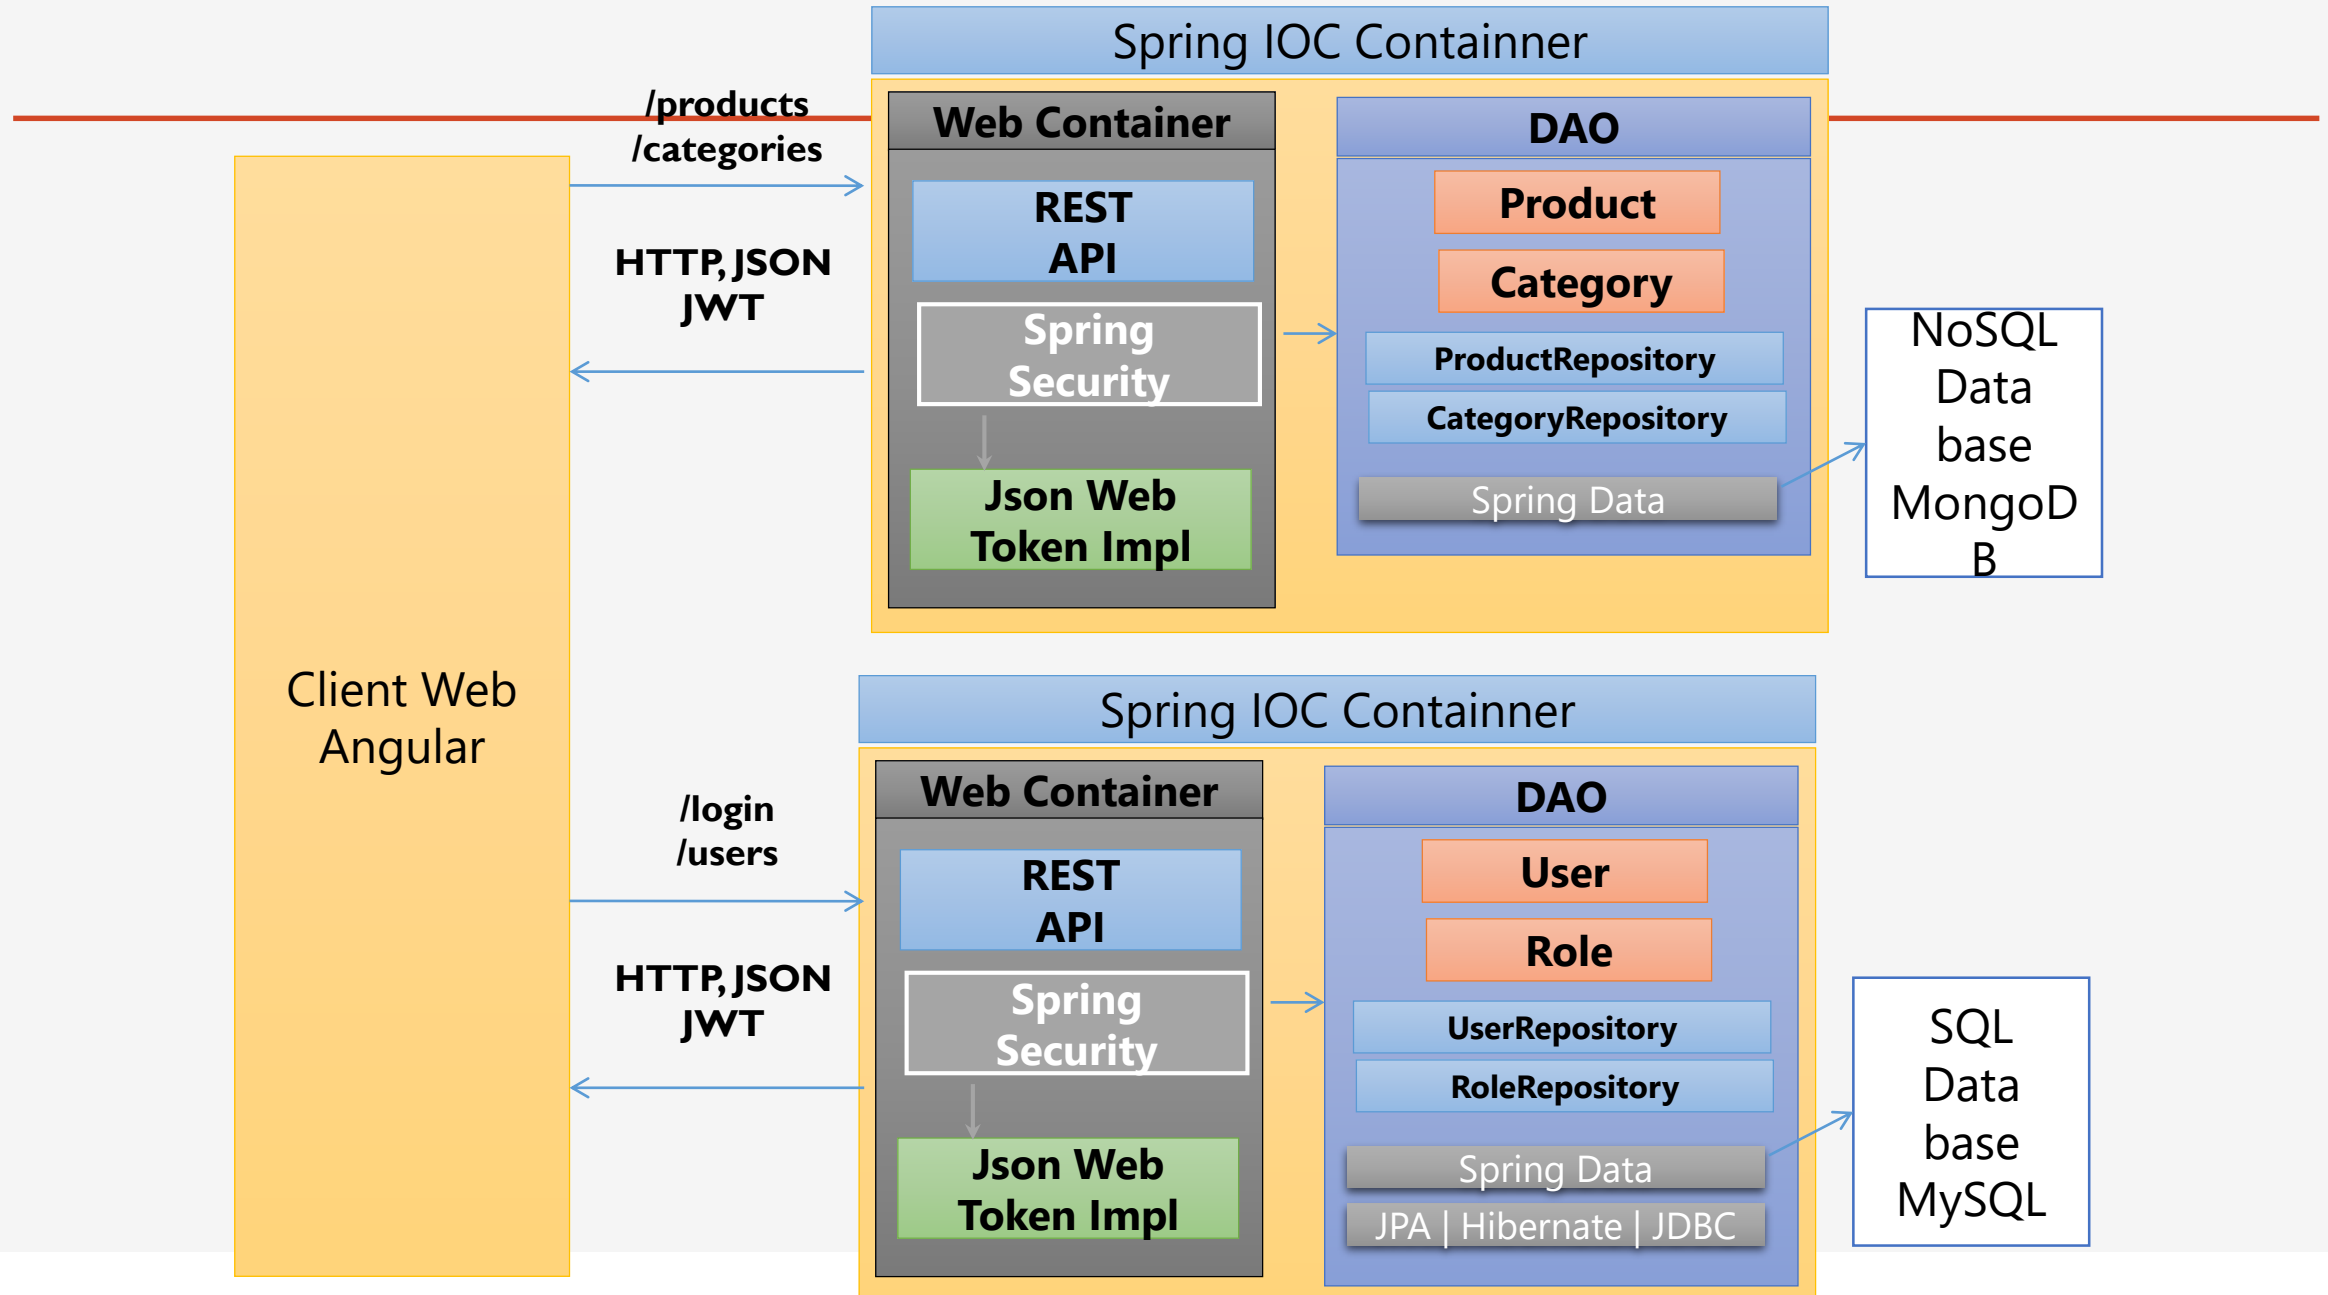 Spring IOC Containner
/products
/categories
HTTP, JSON
JWT
Web Container
REST
API
Spring
Security
Json Web
Token Impl
DAO
Product
Category
ProductRepository
CategoryRepository
Spring Data
NoSQL
Data
base
MongoD
B
Client Web
Angular
Spring IOC Containner
/login
/users
HTTP, JSON
JWT
Web Container
REST
API
Spring
Security
Json Web
Token Impl
DAO
User
Role
UserRepository
RoleRepository
Spring Data
JPA | Hibernate | JDBC
SQL
Data
base
MySQL